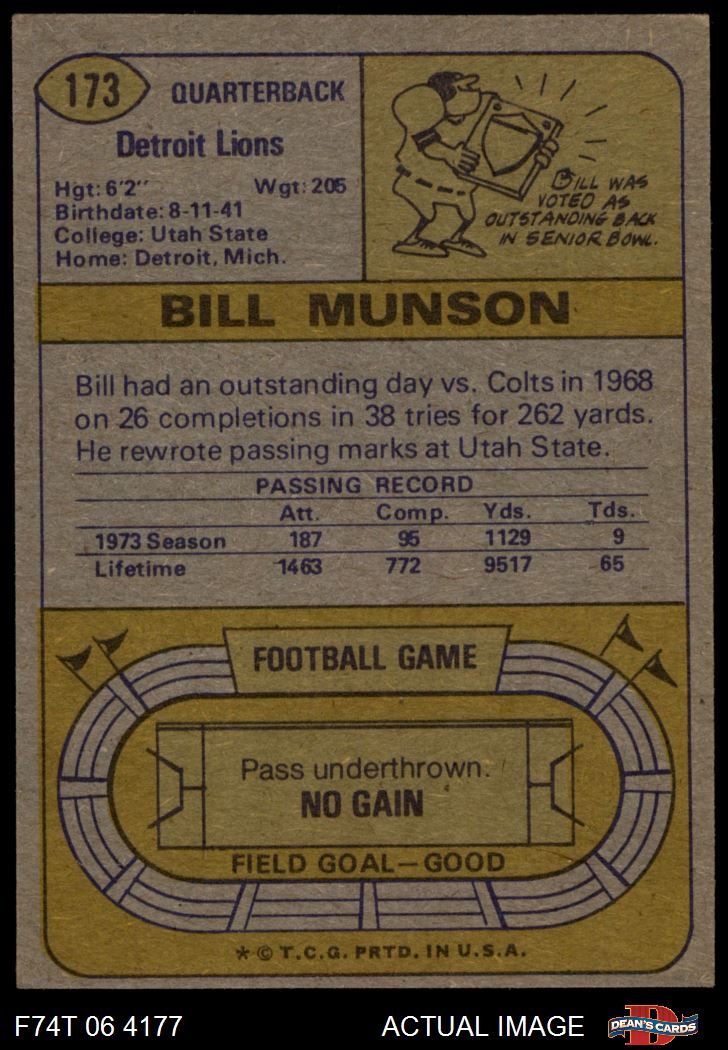 173
QUARTERBACK
Detroit Lions
Hgt: 6'2" Wgt: 205
Birthdate: 8-11-41
College: Utah State
Home: Detroit, Mich.
BILL WAS
VOTED AS
OUTSTANDING BACK
IN SENIOR BOWL.
BILL MUNSON
Bill had an outstanding day vs. Colts in 1968
on 26 completions in 38 tries for 262 yards.
He rewrote passing marks at Utah State.
PASSING RECORD
Att. Comp. Yds. Tds.
1973 Season 187 95 1129 9
Lifetime 1463 772 9517 65
FOOTBALL GAME
Pass underthrown.
NO GAIN
FIELD GOAL—GOOD
* © T.C.G. PRTD. IN U.S.A.
F74T 06 4177 ACTUAL IMAGE
D
DEAN'S CARDS